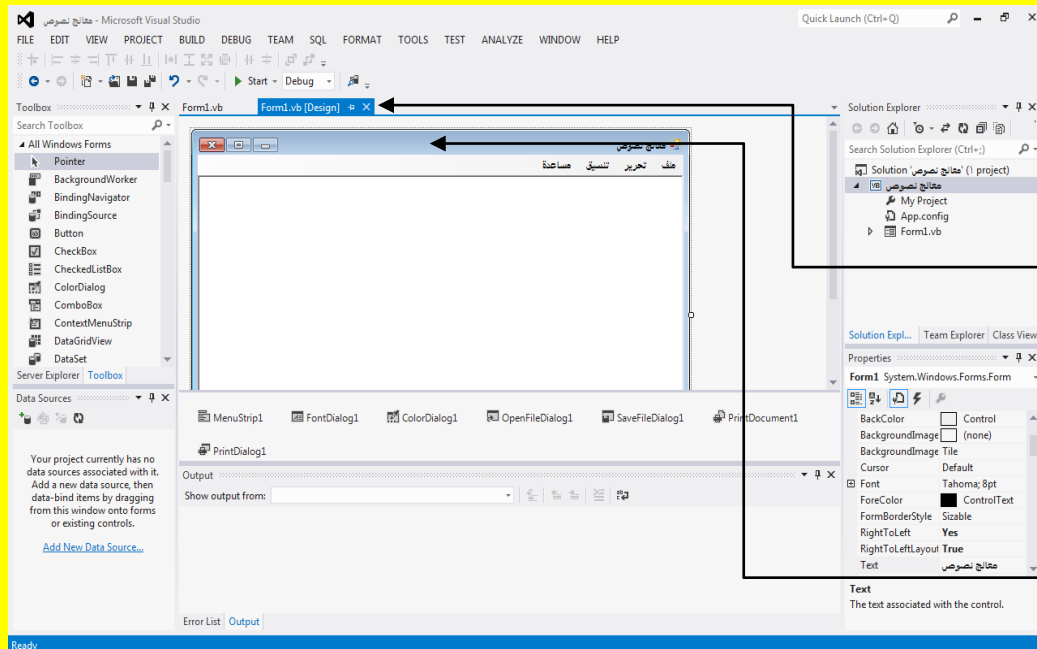 معالج نصوص - Microsoft Visual Studio
Quick Launch (Ctrl+Q)
FILE EDIT VIEW PROJECT BUILD DEBUG TEAM SQL FORMAT TOOLS TEST ANALYZE WINDOW HELP
Start Debug
Toolbox
Search Toolbox
All Windows Forms
Pointer
BackgroundWorker
BindingNavigator
BindingSource
Button
CheckBox
CheckedListBox
ColorDialog
ComboBox
ContextMenuStrip
DataGridView
DataSet
Server Explorer Toolbox
Data Sources
Your project currently has no
data sources associated with it.
Add a new data source, then
data-bind items by dragging
from this window onto forms
or existing controls.
Add New Data Source...
Form1.vb Form1.vb [Design]
معالج نصوص
ملف تحرير تنسيق مساعدة
MenuStrip1 FontDialog1 ColorDialog1 OpenFileDialog1 SaveFileDialog1 PrintDocument1
PrintDialog1
Output
Show output from:
Error List Output
Solution Explorer
Search Solution Explorer (Ctrl+;)
Solution 'معالج نصوص' (1 project)
معالج نصوص
My Project
App.config
Form1.vb
Solution Expl... Team Explorer Class View
Properties
Form1 System.Windows.Forms.Form
BackColor Control
BackgroundImage (none)
BackgroundImage Tile
Cursor Default
Font Tahoma; 8pt
ForeColor ControlText
FormBorderStyle Sizable
RightToLeft Yes
RightToLeftLayout True
Text معالج نصوص
Text
The text associated with the control.
Ready